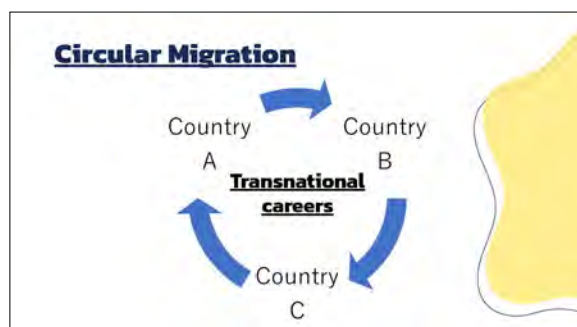 Circular Migration
Country
A
Country
B
Transnational
careers
Country
C